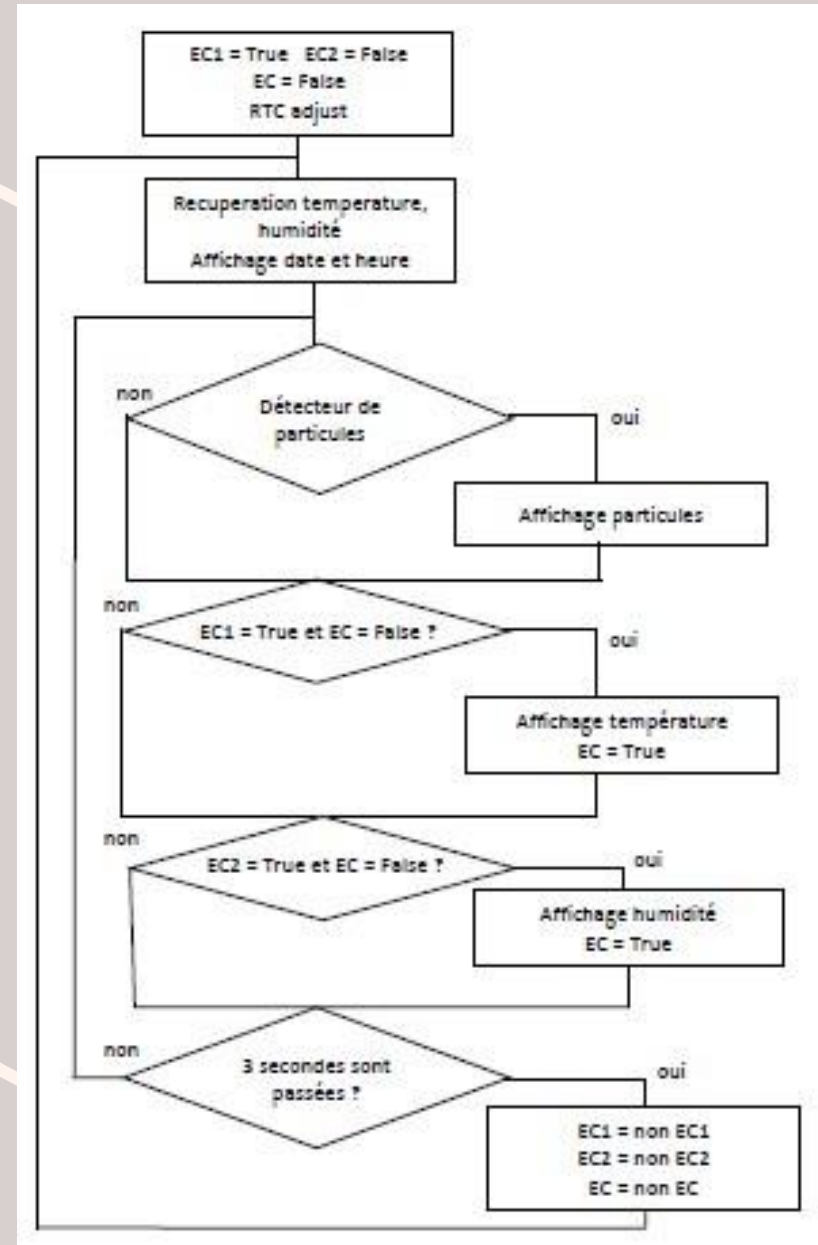 EC1 = True EC2 = False
EC = False
RTC adjust
Recuperation temperature,
humidité
Affichage date et heure
non
Détecteur de
particules
oui
Affichage particules
non
EC1 = True et EC = False ?
oui
Affichage température
EC = True
non
EC2 = True et EC = False ?
oui
Affichage humidité
EC = True
non
3 secondes sont
passées ?
oui
EC1 = non EC1
EC2 = non EC2
EC = non EC